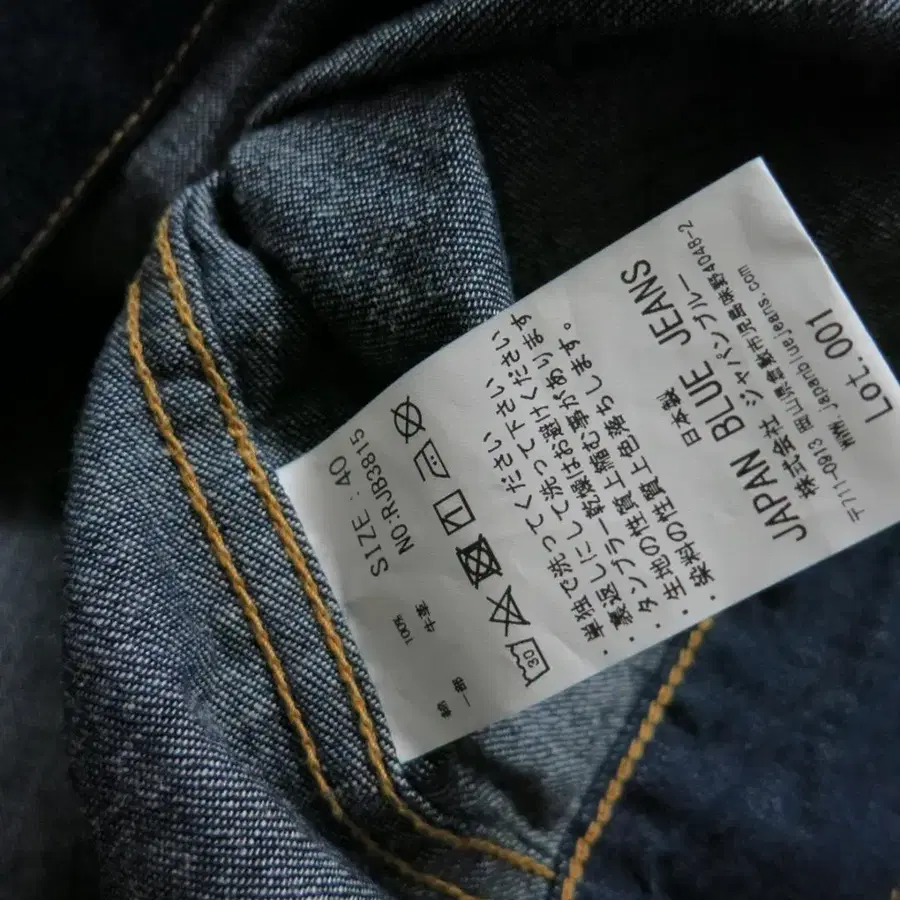 SIZE : 40
NO:RJB3815
綿 100%
一部 牛革
30
・単独で洗ってください
・裏返しにして洗って下さい
・タンブラー乾燥はお避けくださいます
・生地の性質上縮む事があります
・染料の性質上色落ちします。
日本製
JAPAN BLUE JEANS
株式会社 ジャパンブルー
〒711-0913 岡山県倉敷市児島味野4048-2
www.japanbluejeans.com
Lot.001